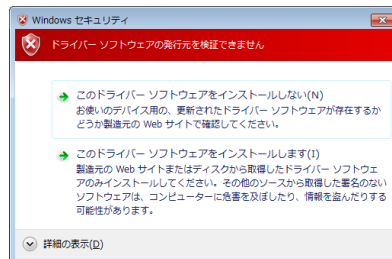 Windows セキュリティ
ドライバー ソフトウェアの発行元を検証できません
このドライバー ソフトウェアをインストールしない(N)
お使いのデバイス用の、更新されたドライバー ソフトウェアが存在するか
どうか製造元の Web サイトで確認してください。
このドライバー ソフトウェアをインストールします(I)
製造元の Web サイトまたはディスクから取得したドライバー ソフトウェ
アのみインストールしてください。その他のソースから取得した署名のない
ソフトウェアは、コンピューターに危害を及ぼしたり、情報を盗んだりする
可能性があります。
詳細の表示(D)